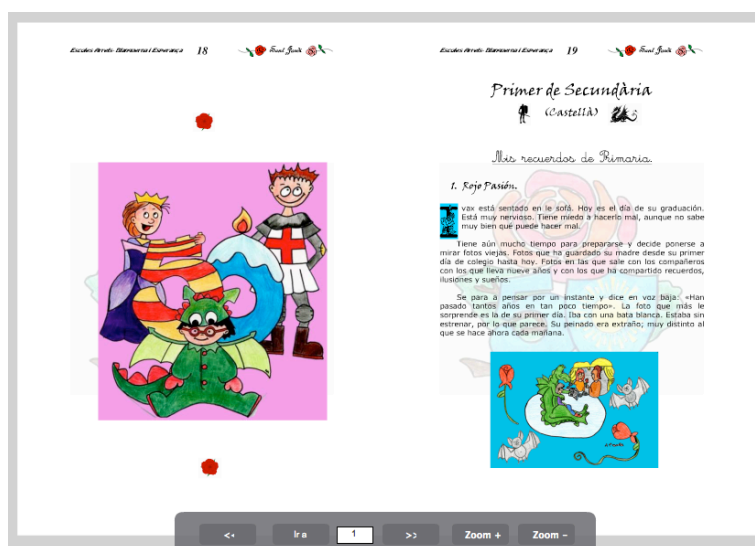 Escoles Arrels: Blancaserna i Esperança 18 Sant Jordi
Escoles Arrels: Blancaserna i Esperança 19 Sant Jordi
Primer de Secundària
(Castellà)
Mis recuerdos de Primaria.
1. Rojo Pasión.
Ivax está sentado en le sofá. Hoy es el día de su graduación.
Está muy nervioso. Tiene miedo a hacerlo mal, aunque no sabe
muy bien qué puede hacer mal.
Tiene aún mucho tiempo para prepararse y decide ponerse a
mirar fotos viejas. Fotos que ha guardado su madre desde su primer
día de colegio hasta hoy. Fotos en las que sale con los compañeros
con los que lleva nueve años y con los que ha compartido recuerdos,
ilusiones y sueños.
Se para a pensar por un instante y dice en voz baja: «Han
pasado tantos años en tan poco tiempo». La foto que más le
sorprende es la de su primer día. Iba con una bata blanca. Estaba sin
estrenar, por lo que parece. Su peinado era extraño; muy distinto al
que se hace ahora cada mañana.
Ir a
1
Zoom +
Zoom -